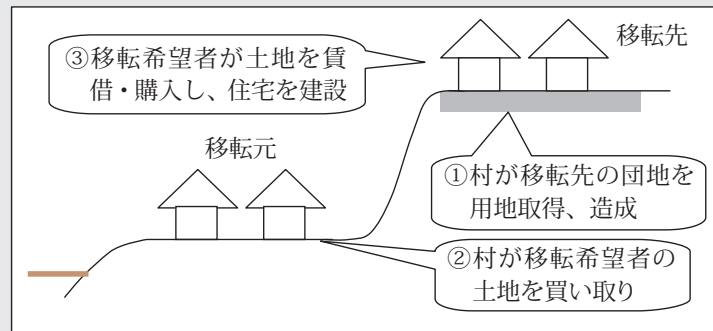 ③移転希望者が土地を賃
借・購入し、住宅を建設
移転先
移転元
①村が移転先の団地を
用地取得、造成
②村が移転希望者の
土地を買い取り